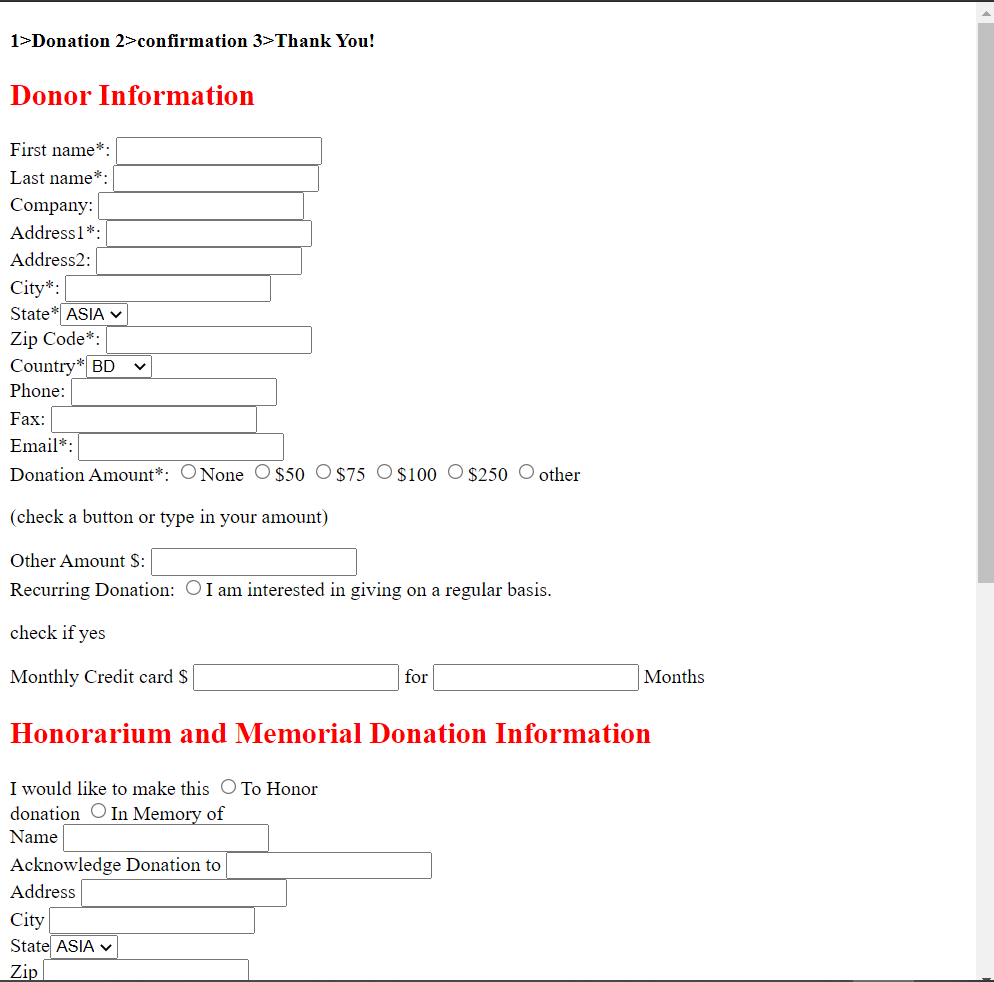 1>Donation 2>confirmation 3>Thank You!
Donor Information
First name*:
Last name*:
Company:
Address1*:
Address2:
City*:
State* ASIA
Zip Code*:
Country* BD
Phone:
Fax:
Email*:
Donation Amount*: None $50 $75 $100 $250 other
(check a button or type in your amount)
Other Amount $:
Recurring Donation: I am interested in giving on a regular basis.
check if yes
Monthly Credit card $ for Months
Honorarium and Memorial Donation Information
I would like to make this To Honor
donation In Memory of
Name
Acknowledge Donation to
Address
City
State ASIA
Zip